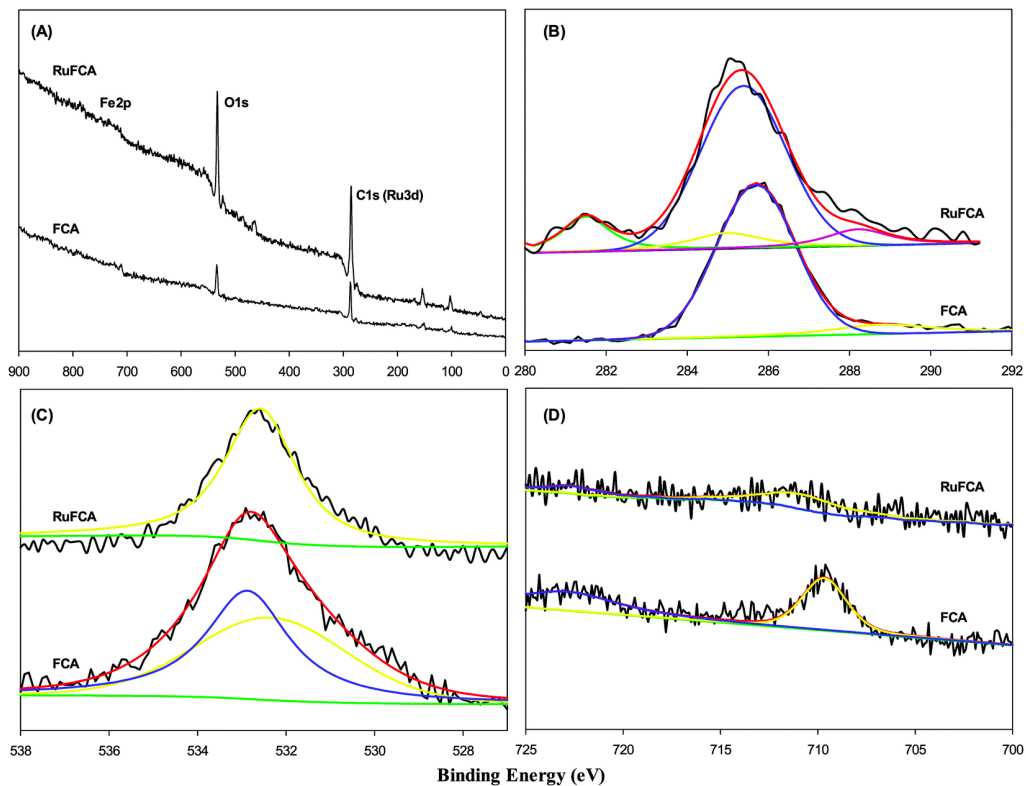 (A)
RuFCA
Fe2p
O1s
C1s (Ru3d)
FCA
900 800 700 600 500 400 300 200 100 0
(B)
RuFCA
FCA
280 282 284 286 288 290 292
(C)
RuFCA
FCA
538 536 534 532 530 528
(D)
RuFCA
FCA
725 720 715 710 705 700
Binding Energy (eV)